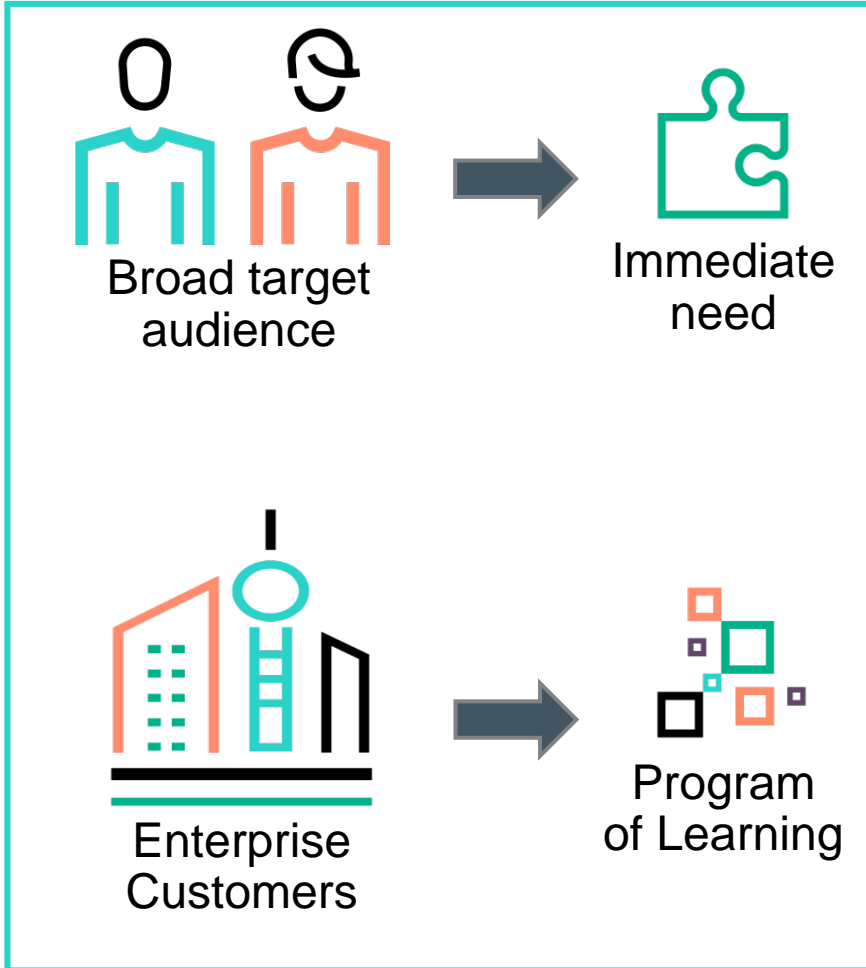 Broad target
audience
Immediate
need
Enterprise
Customers
Program
of Learning